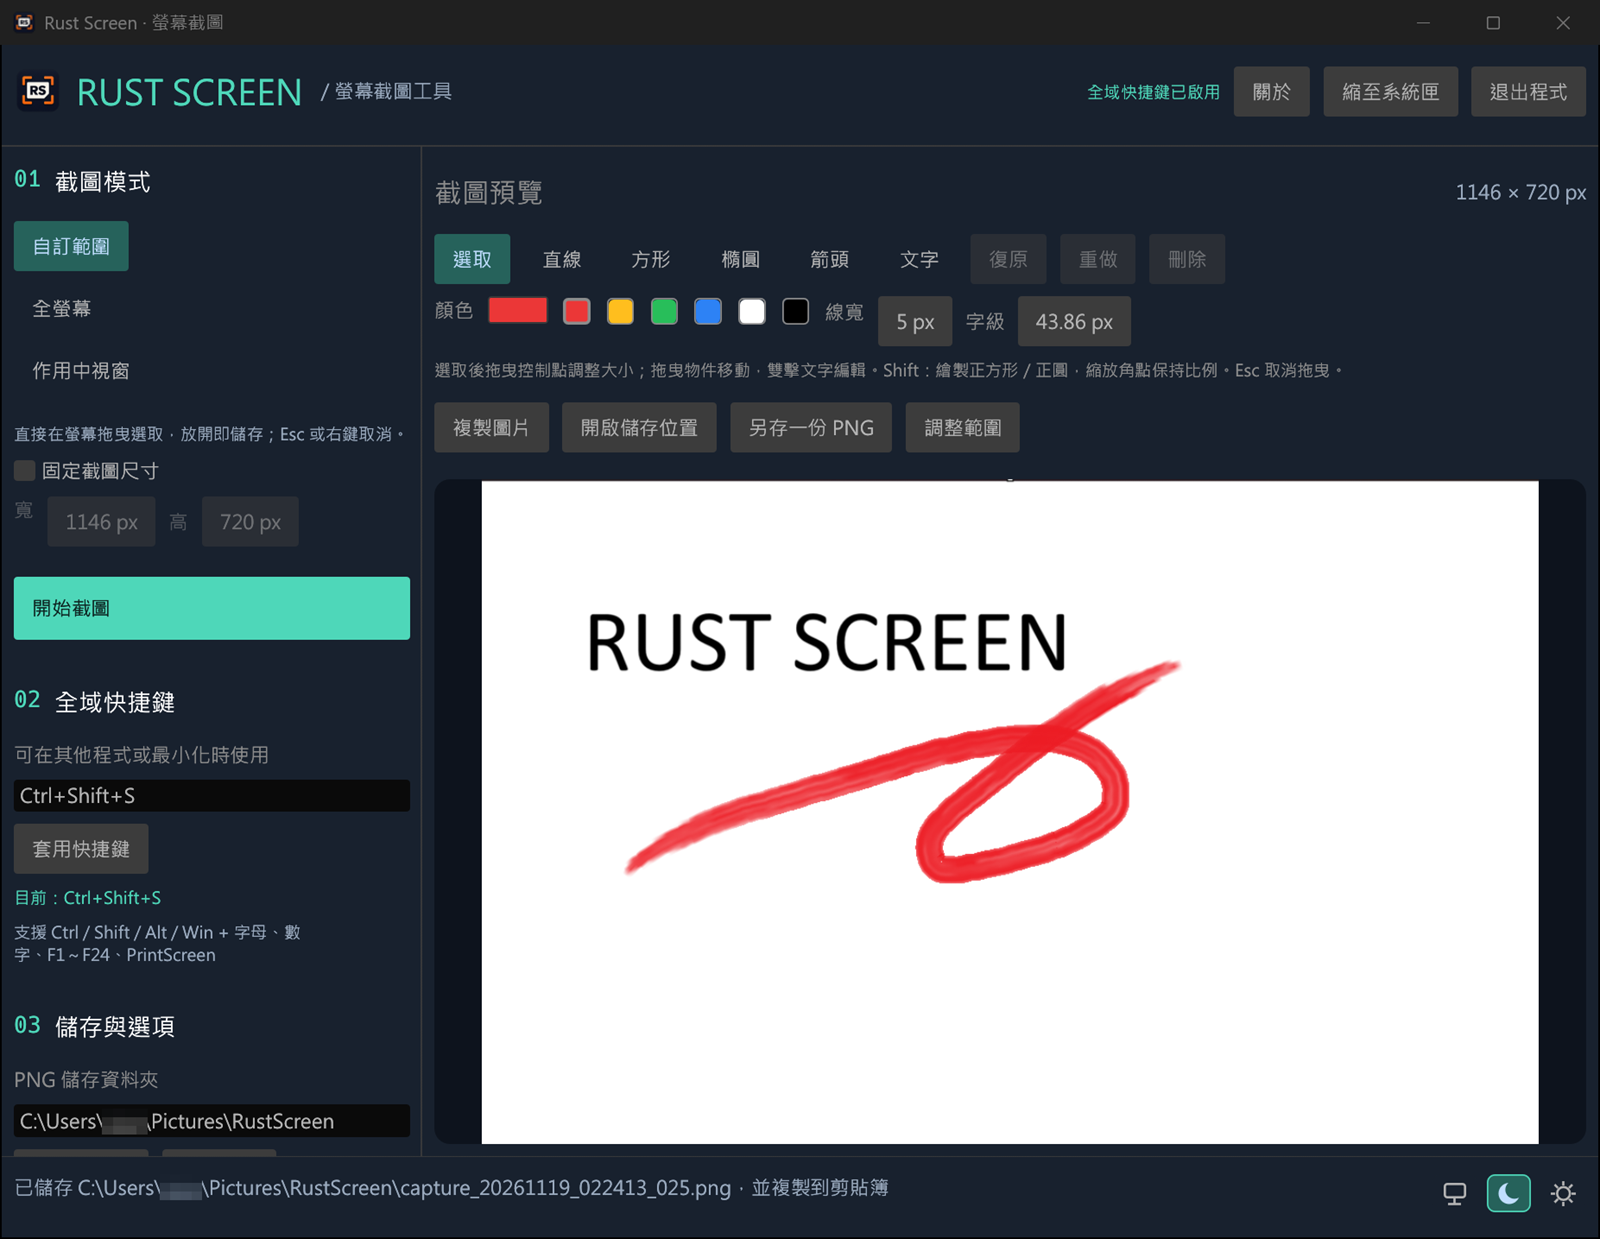 Rust Screen · 螢幕截圖
RS RUST SCREEN / 螢幕截圖工具
全域快捷鍵已啟用 關於 縮至系統匣 退出程式
01 截圖模式
自訂範圍
全螢幕
作用中視窗
直接在螢幕拖曳選取 · 放開即儲存；Esc 或右鍵取消。
固定截圖尺寸
寬 1146 px 高 720 px
開始截圖
02 全域快捷鍵
可在其他程式或最小化時使用
Ctrl+Shift+S
套用快捷鍵
目前：Ctrl+Shift+S
支援 Ctrl / Shift / Alt / Win + 字母、數
字、F1～F24、PrintScreen
03 儲存與選項
PNG 儲存資料夾
C:\Users\ \Pictures\RustScreen
截圖預覽 1146 × 720 px
選取 直線 方形 橢圓 箭頭 文字 復原 重做 刪除
顏色 線寬 5 px 字級 43.86 px
選取後拖曳控制點調整大小；拖曳物件移動 · 雙擊文字編輯。Shift：繪製正方形 / 正圓 · 縮放角點保持比例。Esc 取消拖曳。
複製圖片 開啟儲存位置 另存一份 PNG 調整範圍
RUST SCREEN
已儲存 C:\Users\ \Pictures\RustScreen\capture_20261119_022413_025.png · 並複製到剪貼簿